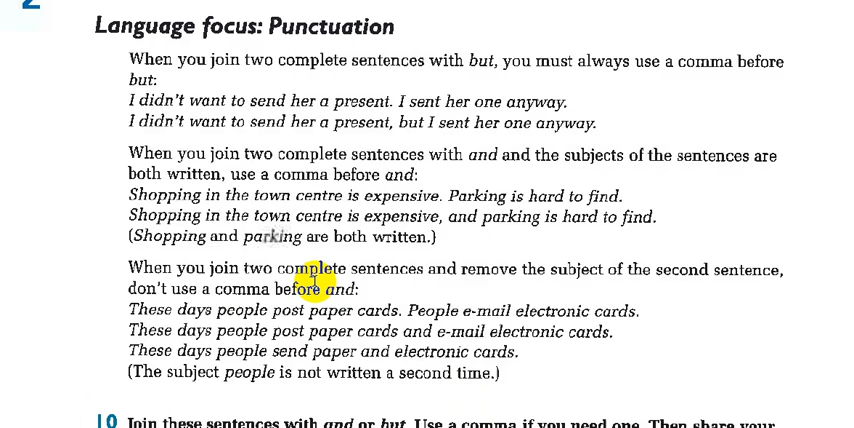 2
Language focus: Punctuation
When you join two complete sentences with but, you must always use a comma before
but:
I didn't want to send her a present. I sent her one anyway.
I didn't want to send her a present, but I sent her one anyway.
When you join two complete sentences with and and the subjects of the sentences are
both written, use a comma before and:
Shopping in the town centre is expensive. Parking is hard to find.
Shopping in the town centre is expensive, and parking is hard to find.
(Shopping and parking are both written.)
When you join two complete sentences and remove the subject of the second sentence,
don't use a comma before and:
These days people post paper cards. People e-mail electronic cards.
These days people post paper cards and e-mail electronic cards.
These days people send paper and electronic cards.
(The subject people is not written a second time.)
10 Join these sentences with and or but. Use a comma if you need one. Then share your